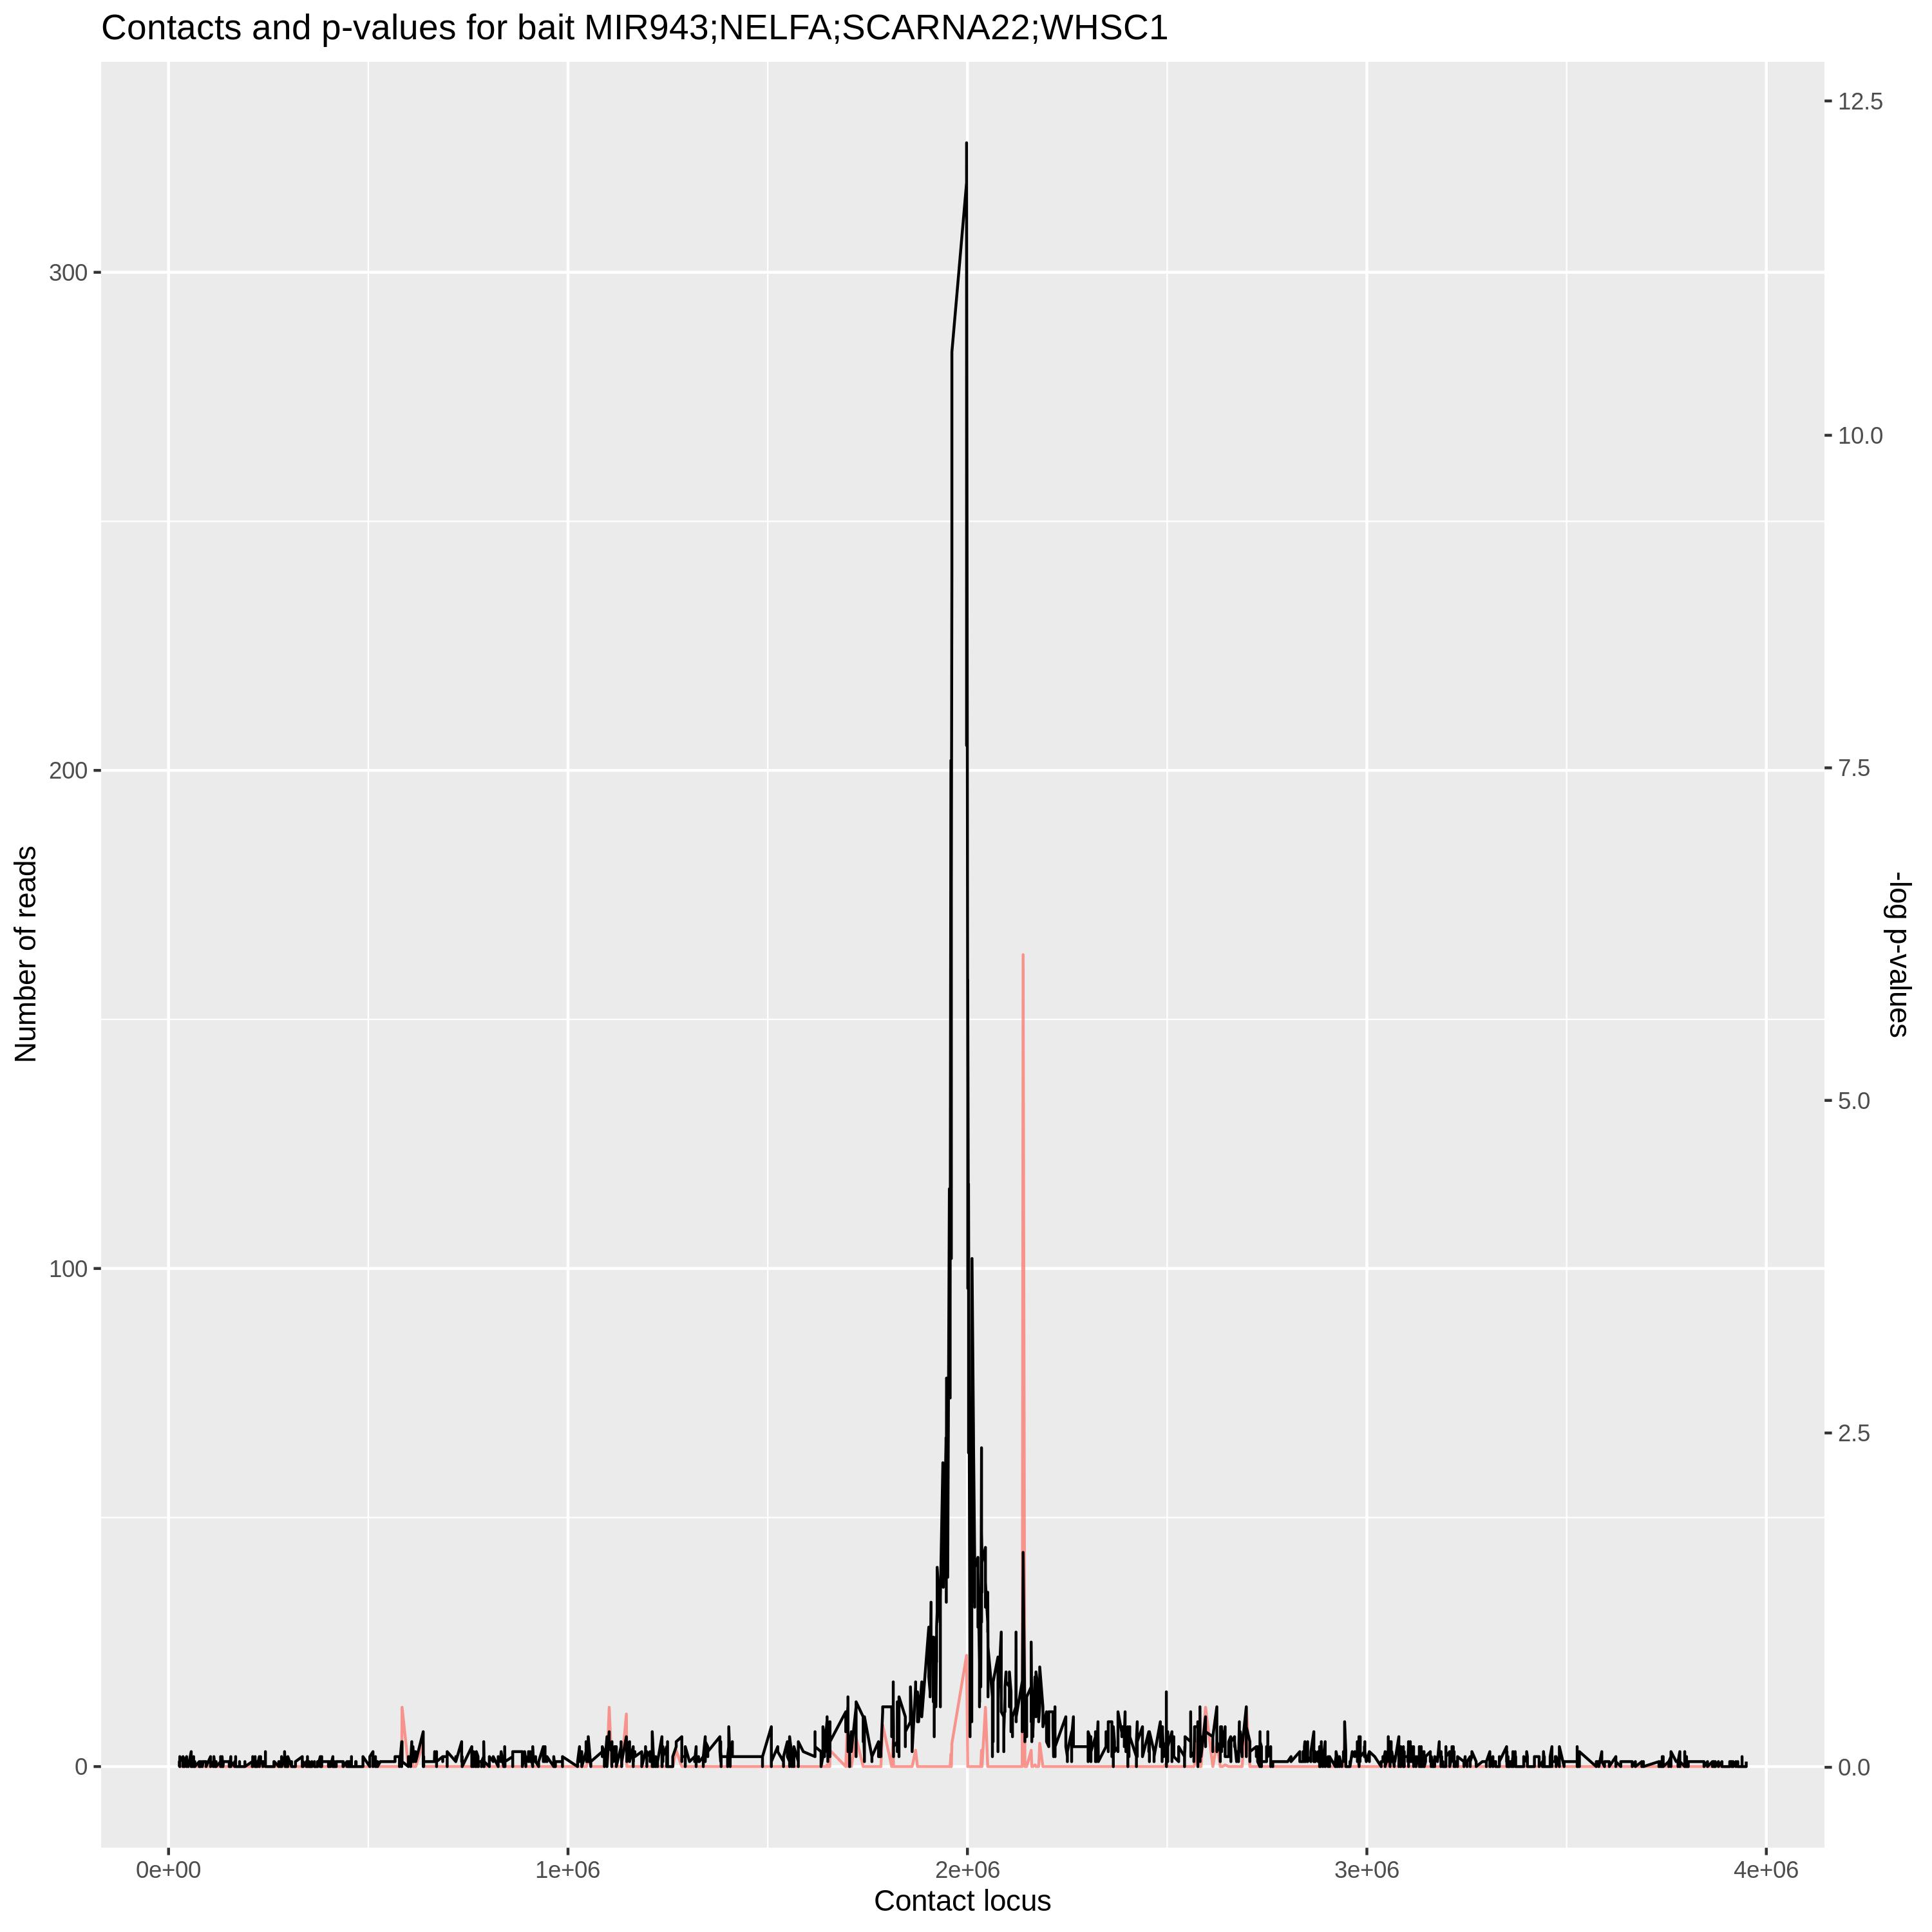 Contacts and p-values for bait MIR943;NELFA;SCARNA22;WHSC1
Number of reads
300
200
100
0
12.5
10.0
7.5
5.0
2.5
0.0
-log p-values
0e+00
1e+06
2e+06
3e+06
4e+06
Contact locus